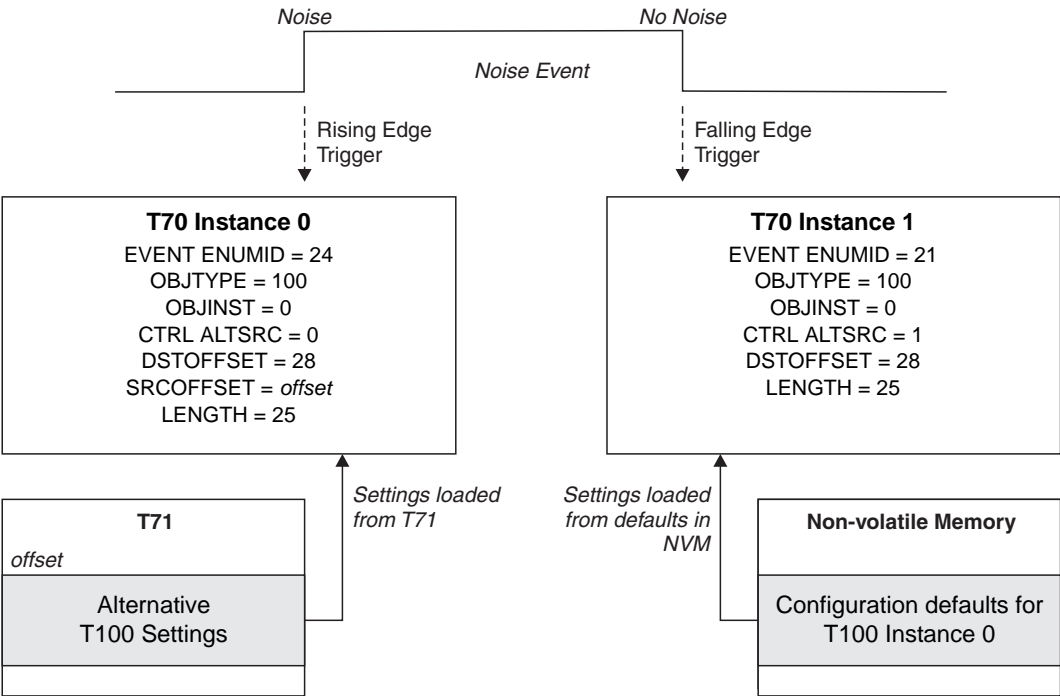 Noise
No Noise
Noise Event
Rising Edge
Trigger
Falling Edge
Trigger
T70 Instance 0
EVENT ENUMID = 24
OBJTYPE = 100
OBJINST = 0
CTRL ALTSRC = 0
DSTOFFSET = 28
SRCOFFSET = offset
LENGTH = 25
T70 Instance 1
EVENT ENUMID = 21
OBJTYPE = 100
OBJINST = 0
CTRL ALTSRC = 1
DSTOFFSET = 28
LENGTH = 25
Settings loaded
from T71
Settings loaded
from defaults in
NVM
T71
offset
Alternative
T100 Settings
Non-volatile Memory
Configuration defaults for
T100 Instance 0